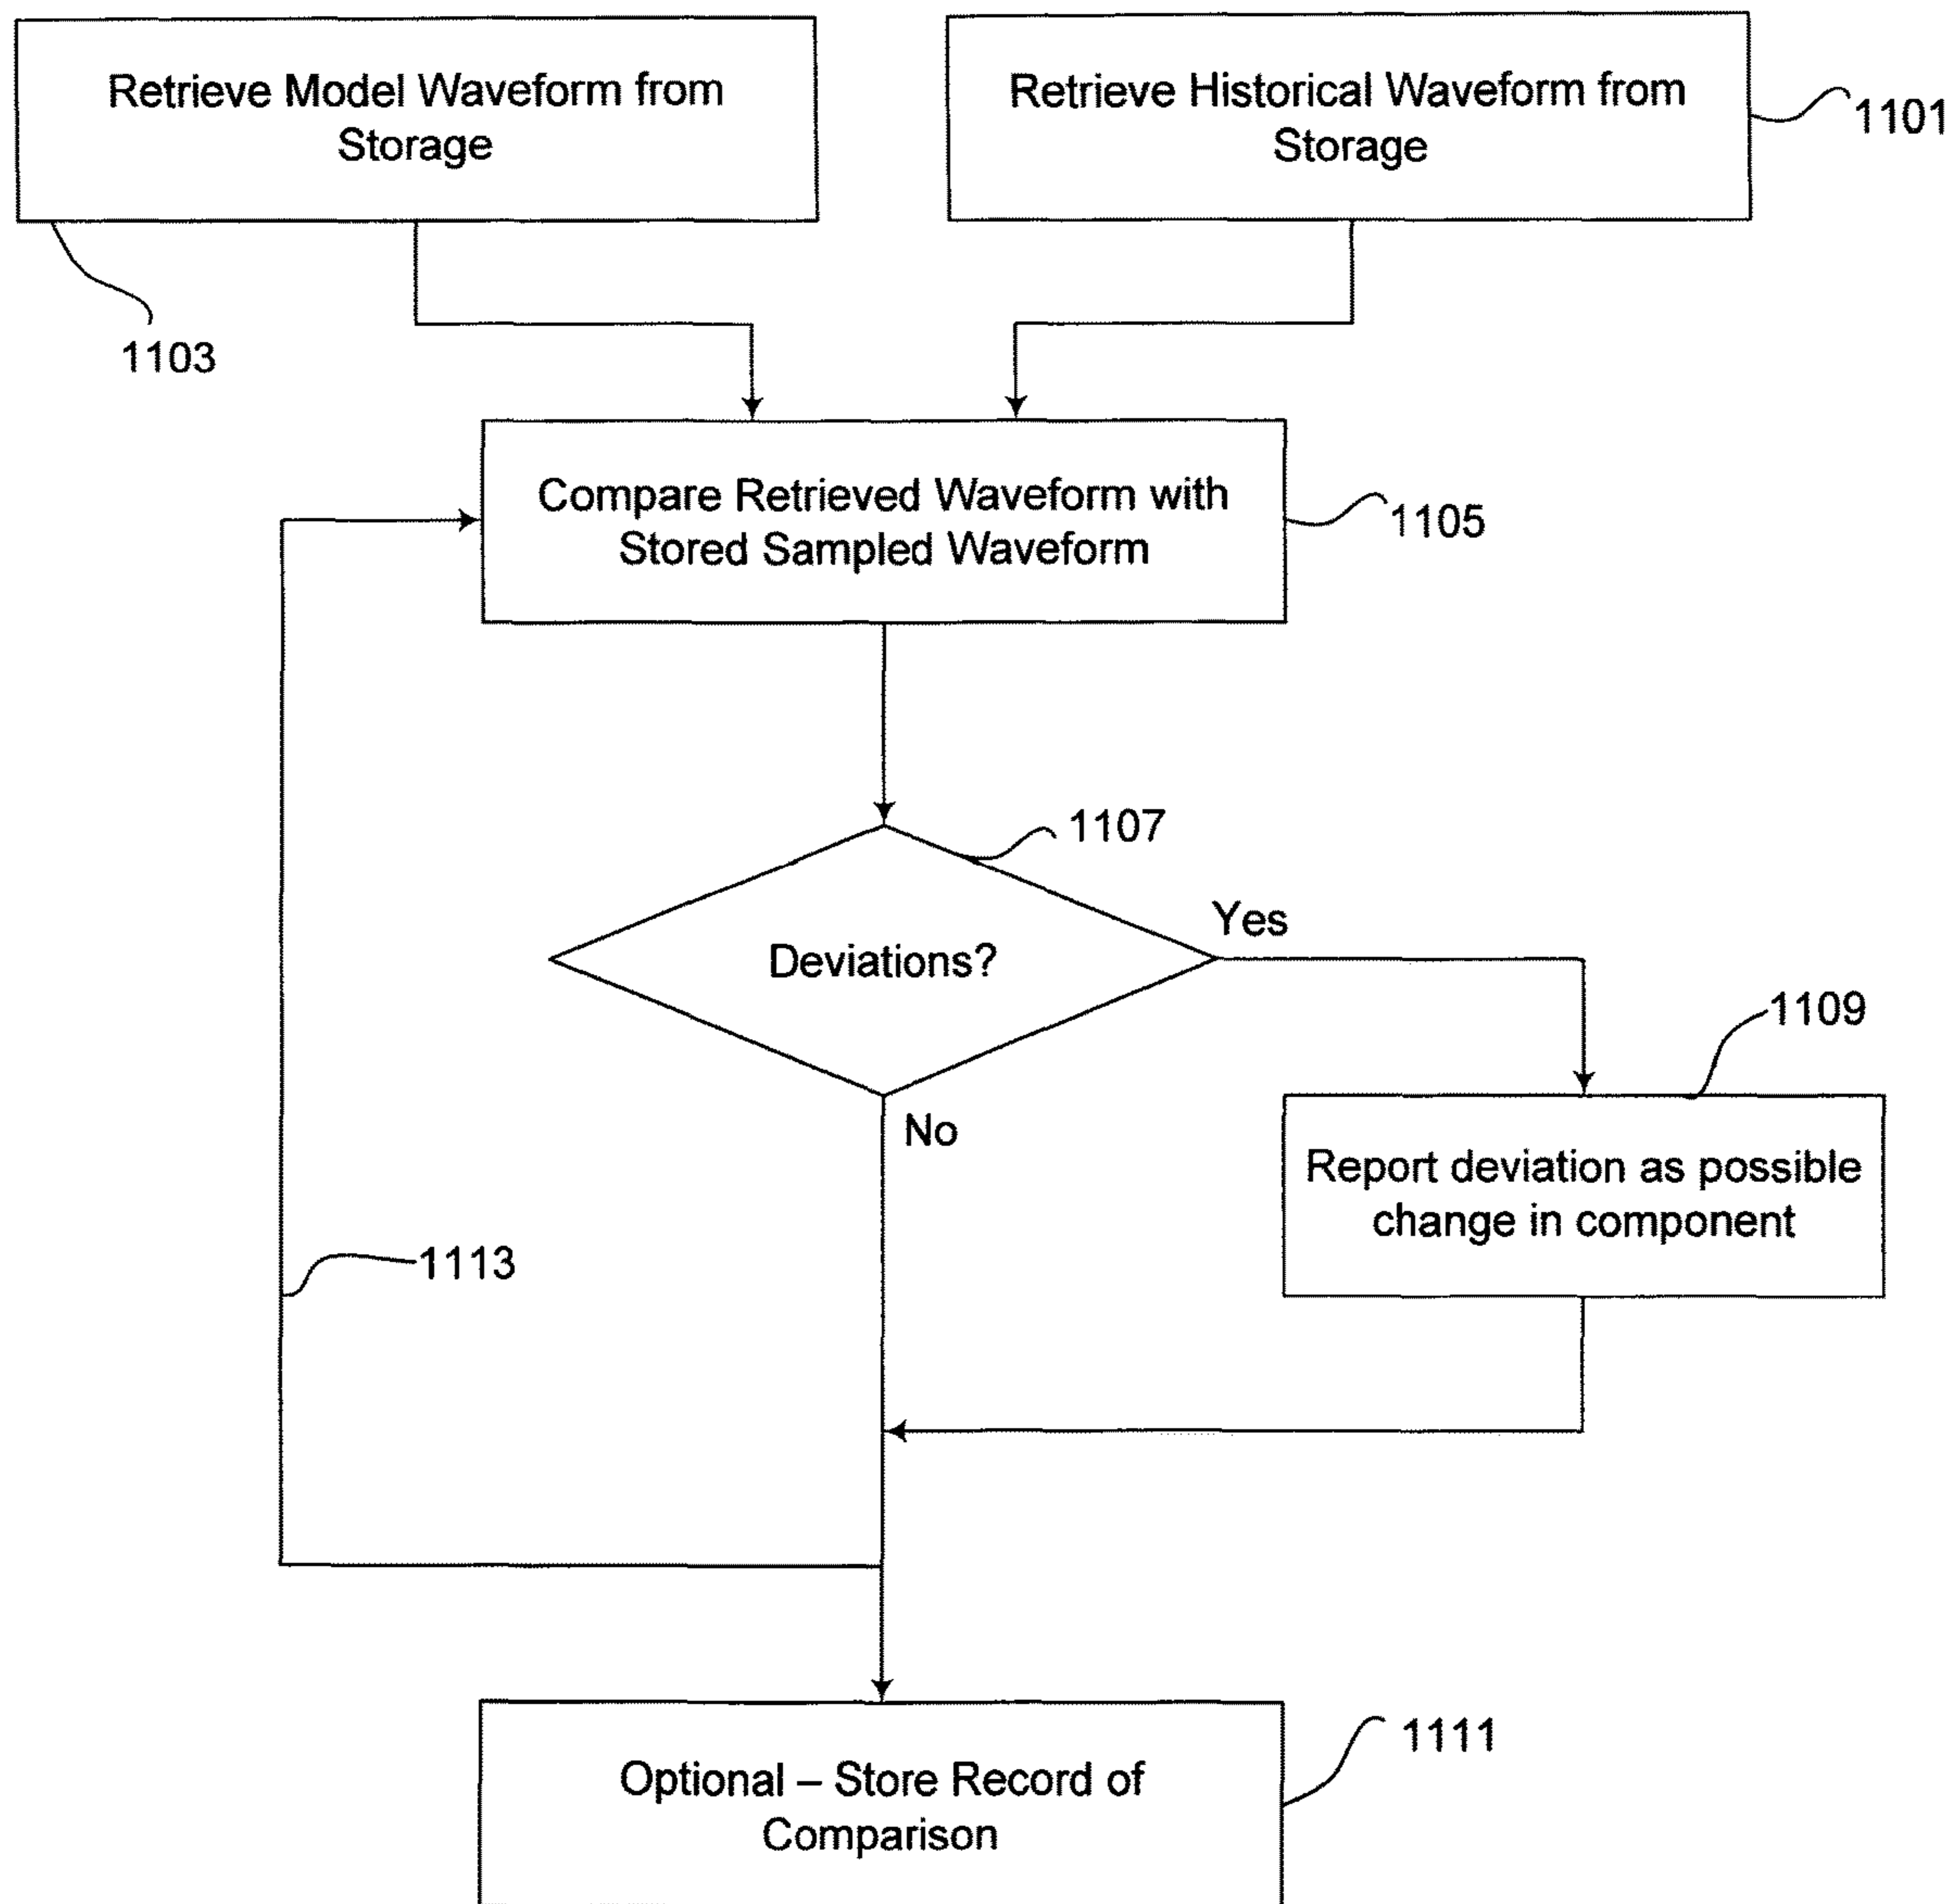 Retrieve Model Waveform from
Storage
Retrieve Historical Waveform from
Storage
1101
1103
Compare Retrieved Waveform with
Stored Sampled Waveform
1105
1107
Deviations?
Yes
No
1109
Report deviation as possible
change in component
1113
1111
Optional – Store Record of
Comparison